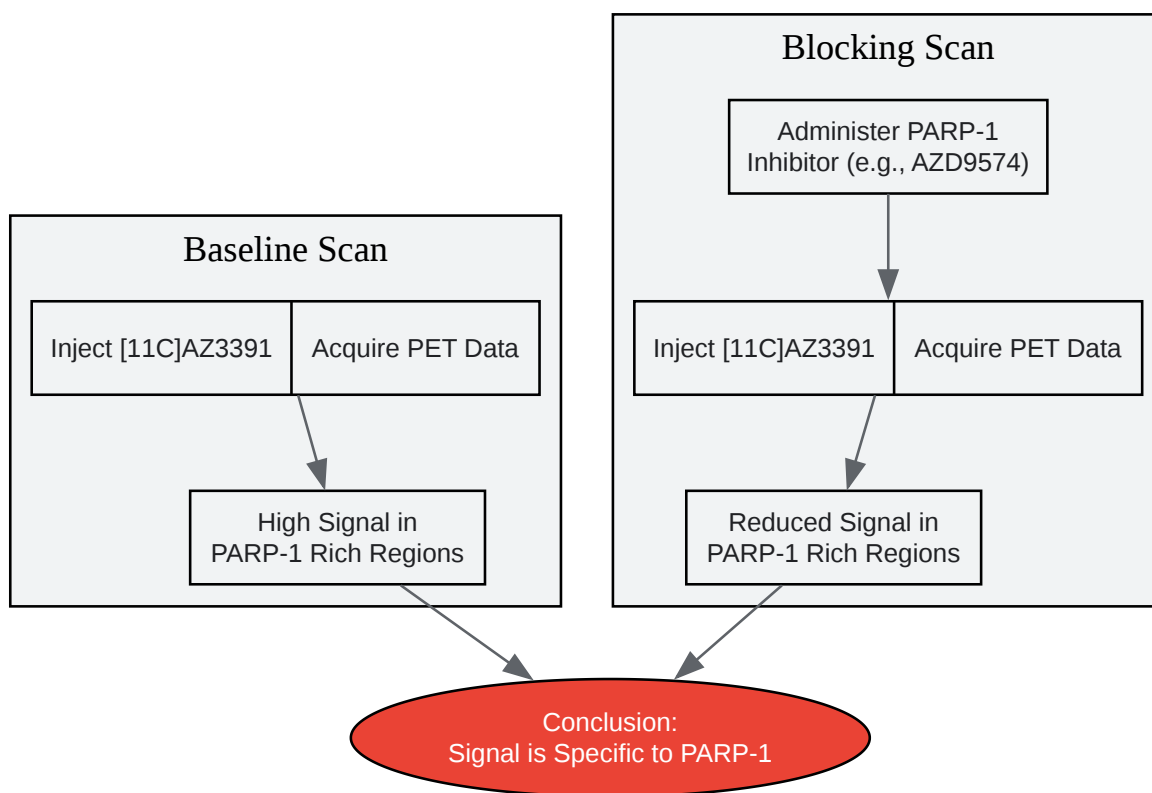 Baseline Scan
Inject [11C]AZ3391
Acquire PET Data
High Signal in
PARP-1 Rich Regions
Blocking Scan
Administer PARP-1
Inhibitor (e.g., AZD9574)
Inject [11C]AZ3391
Acquire PET Data
Reduced Signal in
PARP-1 Rich Regions
Conclusion:
Signal is Specific to PARP-1